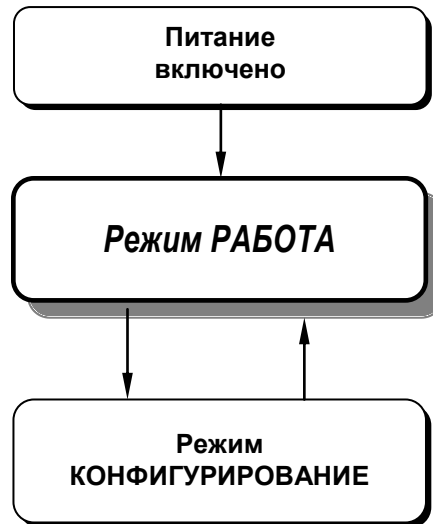 Питание
включено
Режим РАБОТА
Режим
КОНФИГУРИРОВАНИЕ